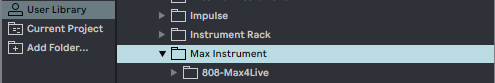 User Library
Current Project
Add Folder...
Impulse
Instrument Rack
Max Instrument
808-Max4Live